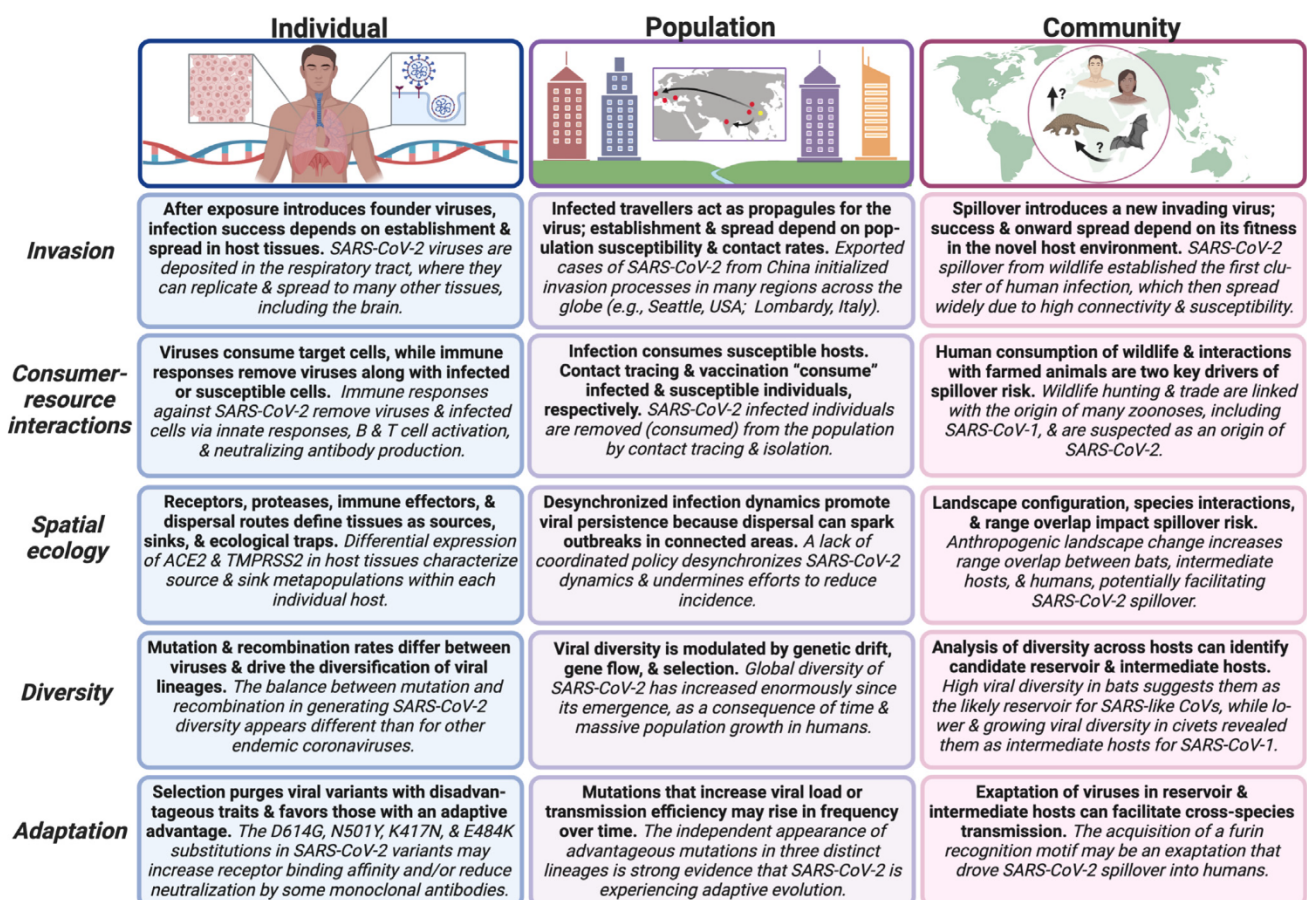 Individual
Population
Community
?
?
Invasion
After exposure introduces founder viruses,
infection success depends on establishment &
spread in host tissues. SARS-CoV-2 viruses are
deposited in the respiratory tract, where they
can replicate & spread to many other tissues,
including the brain.
Infected travellers act as propagules for the
virus; establishment & spread depend on pop-
ulation susceptibility & contact rates. Exported
cases of SARS-CoV-2 from China initialized
invasion processes in many regions across the
globe (e.g., Seattle, USA; Lombardy, Italy).
Spillover introduces a new invading virus;
success & onward spread depend on its fitness
in the novel host environment. SARS-CoV-2
spillover from wildlife established the first clu-
ster of human infection, which then spread
widely due to high connectivity & susceptibility.
Consumer-
resource
interactions
Viruses consume target cells, while immune
responses remove viruses along with infected
or susceptible cells. Immune responses
against SARS-CoV-2 remove viruses & infected
cells via innate responses, B & T cell activation,
& neutralizing antibody production.
Infection consumes susceptible hosts.
Contact tracing & vaccination “consume”
infected & susceptible individuals,
respectively. SARS-CoV-2 infected individuals
are removed (consumed) from the population
by contact tracing & isolation.
Human consumption of wildlife & interactions
with farmed animals are two key drivers of
spillover risk. Wildlife hunting & trade are linked
with the origin of many zoonoses, including
SARS-CoV-1, & are suspected as an origin of
SARS-CoV-2.
Spatial
ecology
Receptors, proteases, immune effectors, &
dispersal routes define tissues as sources,
sinks, & ecological traps. Differential expression
of ACE2 & TMPRSS2 in host tissues characterize
source & sink metapopulations within each
individual host.
Desynchronized infection dynamics promote
viral persistence because dispersal can spark
outbreaks in connected areas. A lack of
coordinated policy desynchronizes SARS-CoV-2
dynamics & undermines efforts to reduce
incidence.
Landscape configuration, species interactions,
& range overlap impact spillover risk.
Anthropogenic landscape change increases
range overlap between bats, intermediate
hosts, & humans, potentially facilitating
SARS-CoV-2 spillover.
Diversity
Mutation & recombination rates differ between
viruses & drive the diversification of viral
lineages. The balance between mutation and
recombination in generating SARS-CoV-2
diversity appears different than for other
endemic coronaviruses.
Viral diversity is modulated by genetic drift,
gene flow, & selection. Global diversity of
SARS-CoV-2 has increased enormously since
its emergence, as a consequence of time &
massive population growth in humans.
Analysis of diversity across hosts can identify
candidate reservoir & intermediate hosts.
High viral diversity in bats suggests them as
the likely reservoir for SARS-like CoVs, while lo-
wer & growing viral diversity in civets revealed
them as intermediate hosts for SARS-CoV-1.
Adaptation
Selection purges viral variants with disadvan-
tageous traits & favors those with an adaptive
advantage. The D614G, N501Y, K417N, & E484K
substitutions in SARS-CoV-2 variants may
increase receptor binding affinity and/or reduce
neutralization by some monoclonal antibodies.
Mutations that increase viral load or
transmission efficiency may rise in frequency
over time. The independent appearance of
advantageous mutations in three distinct
lineages is strong evidence that SARS-CoV-2 is
experiencing adaptive evolution.
Exaptation of viruses in reservoir &
intermediate hosts can facilitate cross-species
transmission. The acquisition of a furin
recognition motif may be an exaptation that
drove SARS-CoV-2 spillover into humans.